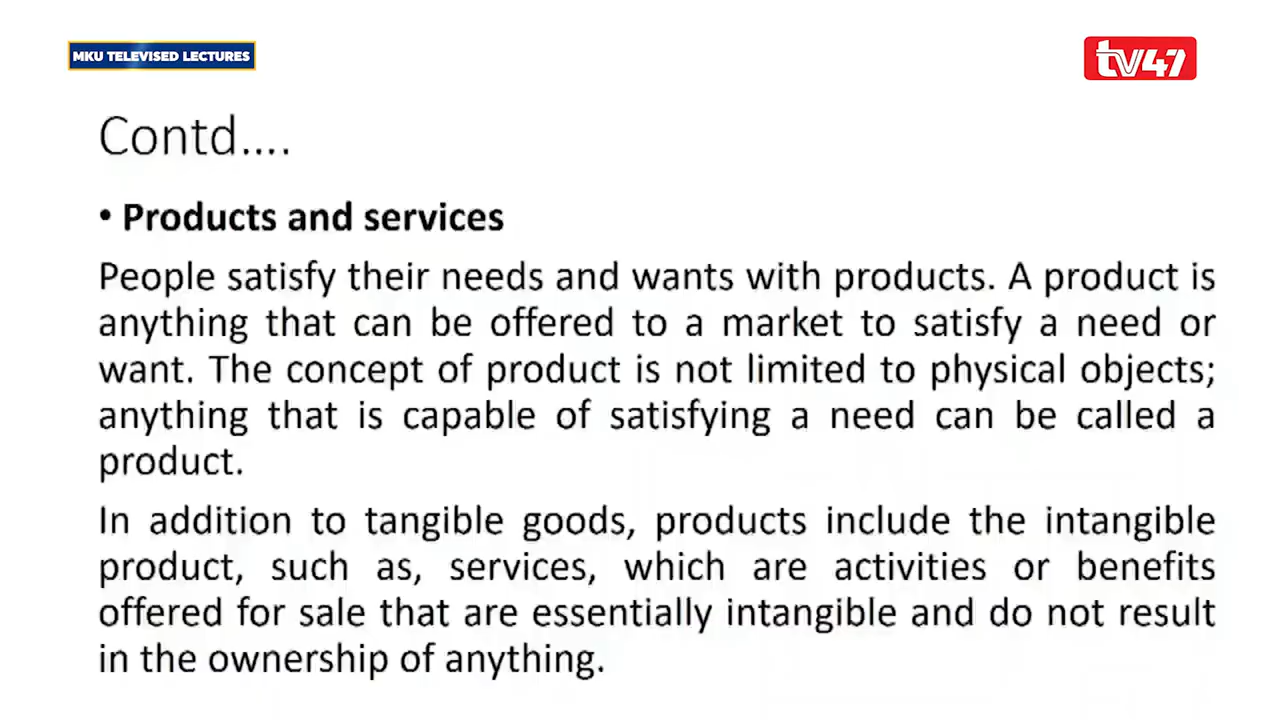 MKU TELEVISED LECTURES
tv47
Contd....
• Products and services
People satisfy their needs and wants with products. A product is
anything that can be offered to a market to satisfy a need or
want. The concept of product is not limited to physical objects;
anything that is capable of satisfying a need can be called a
product.
In addition to tangible goods, products include the intangible
product, such as, services, which are activities or benefits
offered for sale that are essentially intangible and do not result
in the ownership of anything.